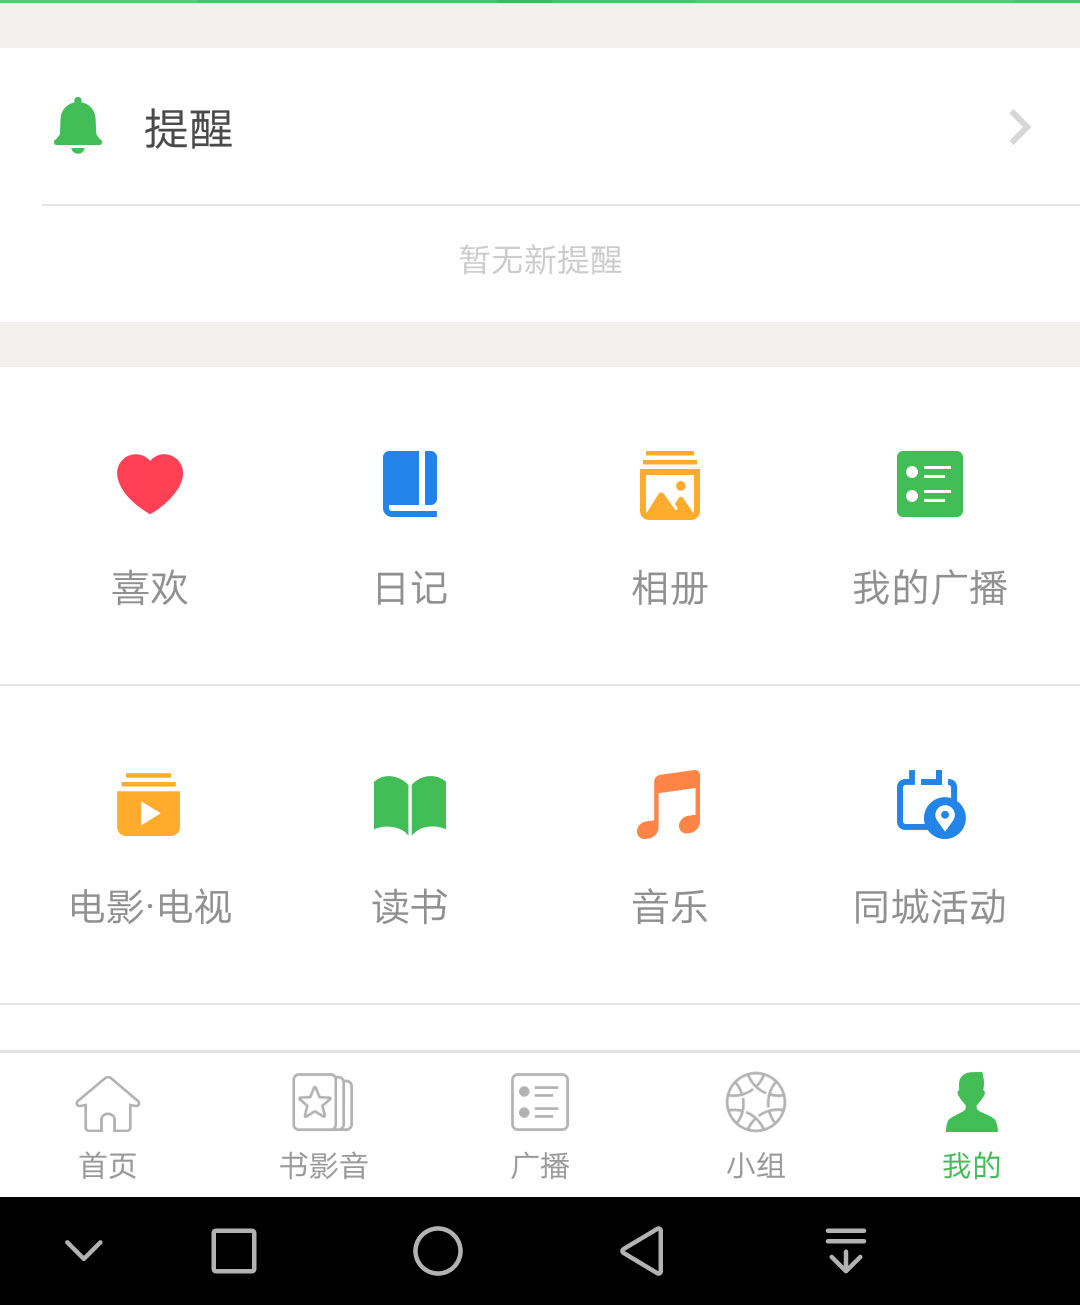 提醒
暂无新提醒
喜欢 日记 相册 我的广播
电影·电视 读书 音乐 同城活动
首页 书影音 广播 小组 我的